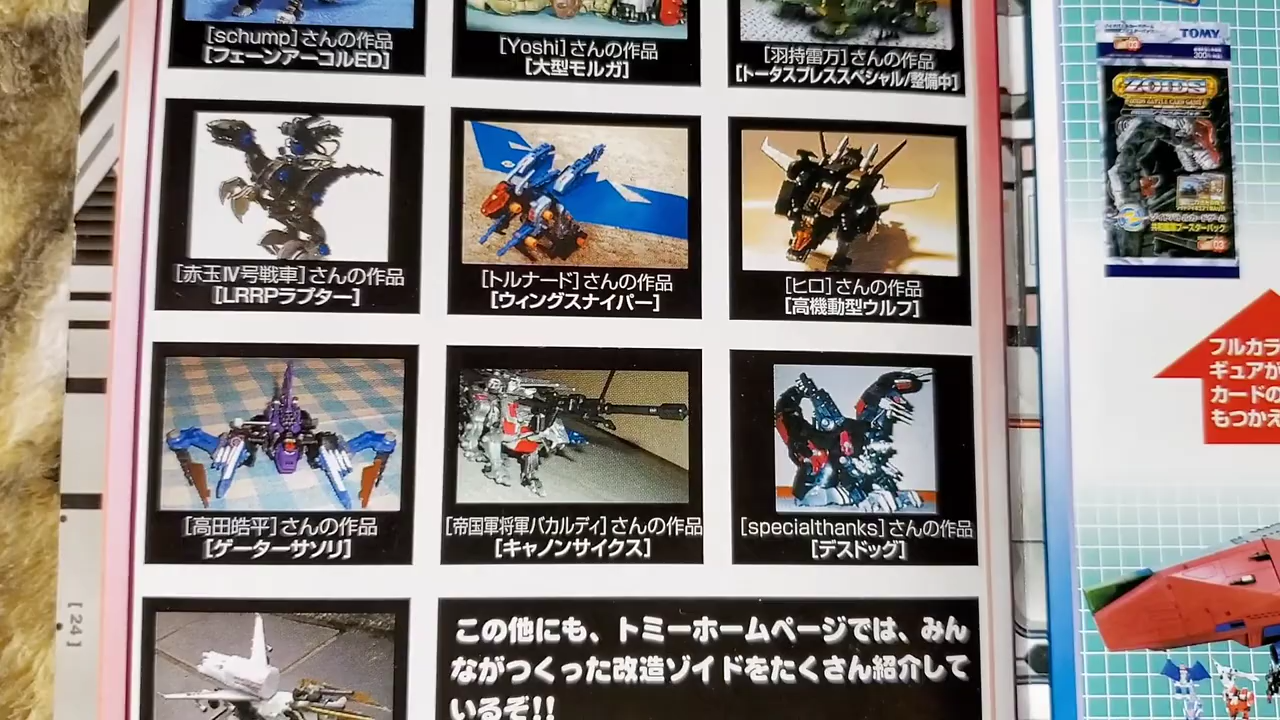 [schump]さんの作品
[フェーンアーコルED]
[Yoshi]さんの作品
[大型モルガ]
[羽持雷万]さんの作品
[トータスプレススペシャル/整備中]
[赤玉Ⅳ号戦車]さんの作品
[LRRPラプター]
[トルナード]さんの作品
[ウィングスナイパー]
[ヒロ]さんの作品
[高機動型ウルフ]
[高田皓平]さんの作品
[ゲーターサソリ]
[帝国軍将軍バカルディ]さんの作品
[キャノンサイクス]
[specialthanks]さんの作品
[デスドッグ]
この他にも、トミーホームページでは、みん
ながつくった改造ゾイドをたくさん紹介して
いるぞ!!
[24]
TOMY
ZOIDS
フルカラ
ギュアが
カードの
もつかえ